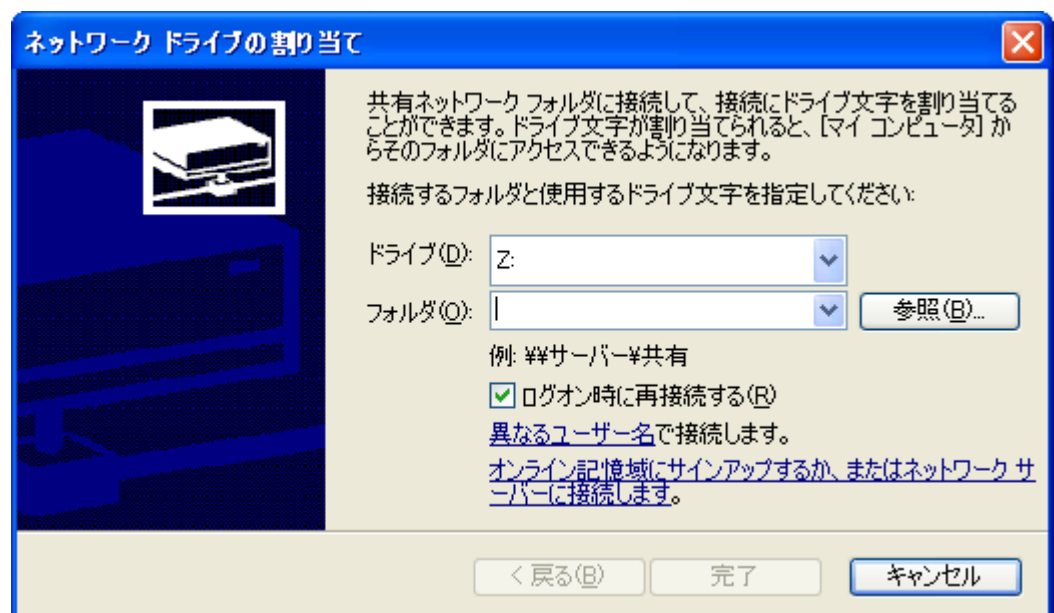 ネットワーク ドライブの割り当て
共有ネットワーク フォルダに接続して、接続にドライブ文字を割り当てる
ことができます。ドライブ文字が割り当てられると、[マイ コンピュータ] か
らそのフォルダにアクセスできるようになります。
接続するフォルダと使用するドライブ文字を指定してください:
ドライブ(D): Z:
フォルダ(O): 参照(B)...
例: ¥¥サーバー¥共有
ログオン時に再接続する(R)
異なるユーザー名で接続します。
オンライン記憶域にサインアップするか、またはネットワーク サ
ーバーに接続します。
< 戻る(B) 完了 キャンセル